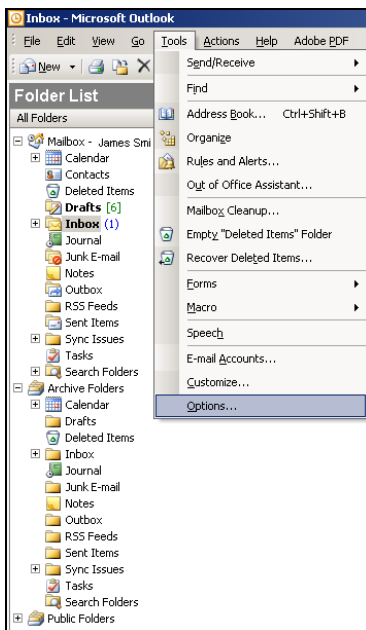 Inbox - Microsoft Outlook
File Edit View Go Tools Actions Help Adobe PDF
New
Folder List
All Folders
Mailbox - James Smi
Calendar
Contacts
Deleted Items
Drafts [6]
Inbox (1)
Journal
Junk E-mail
Notes
Outbox
RSS Feeds
Sent Items
Sync Issues
Tasks
Search Folders
Archive Folders
Calendar
Drafts
Deleted Items
Inbox
Journal
Junk E-mail
Notes
Outbox
RSS Feeds
Sent Items
Sync Issues
Tasks
Search Folders
Public Folders
Send/Receive
Find
Address Book... Ctrl+Shift+B
Organize
Rules and Alerts...
Out of Office Assistant...
Mailbox Cleanup...
Empty "Deleted Items" Folder
Recover Deleted Items...
Forms
Macro
Speech
E-mail Accounts...
Customize...
Options...